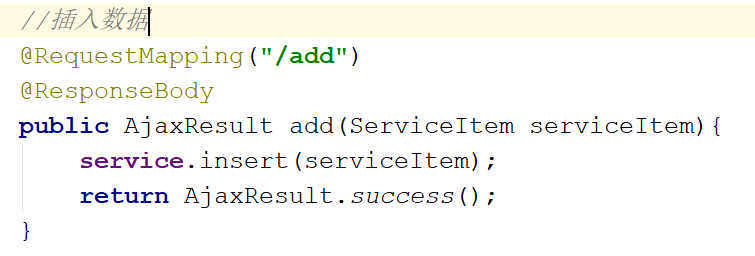 //插入数据
@RequestMapping("/add")
@ResponseBody
public AjaxResult add(ServiceItem serviceItem){
    service.insert(serviceItem);
    return AjaxResult.success();
}